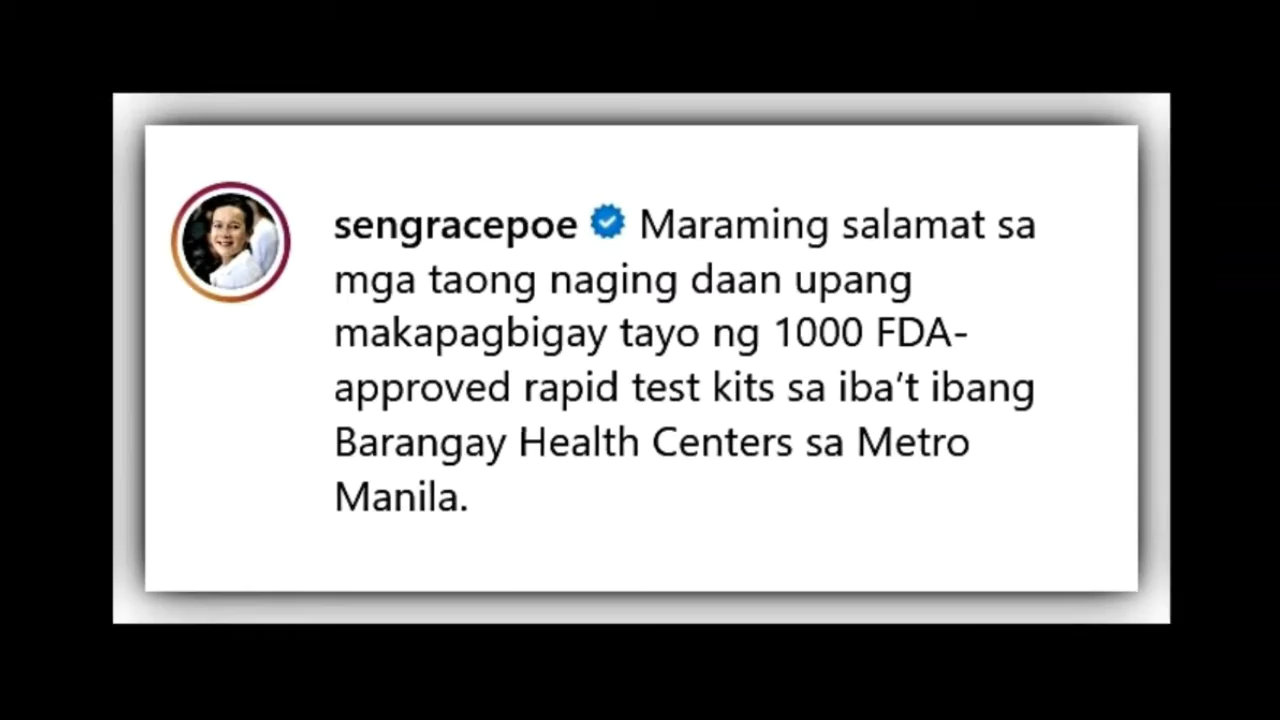 sengracepoe Maraming salamat sa
mga taong naging daan upang
makapagbigay tayo ng 1000 FDA-
approved rapid test kits sa iba't ibang
Barangay Health Centers sa Metro
Manila.